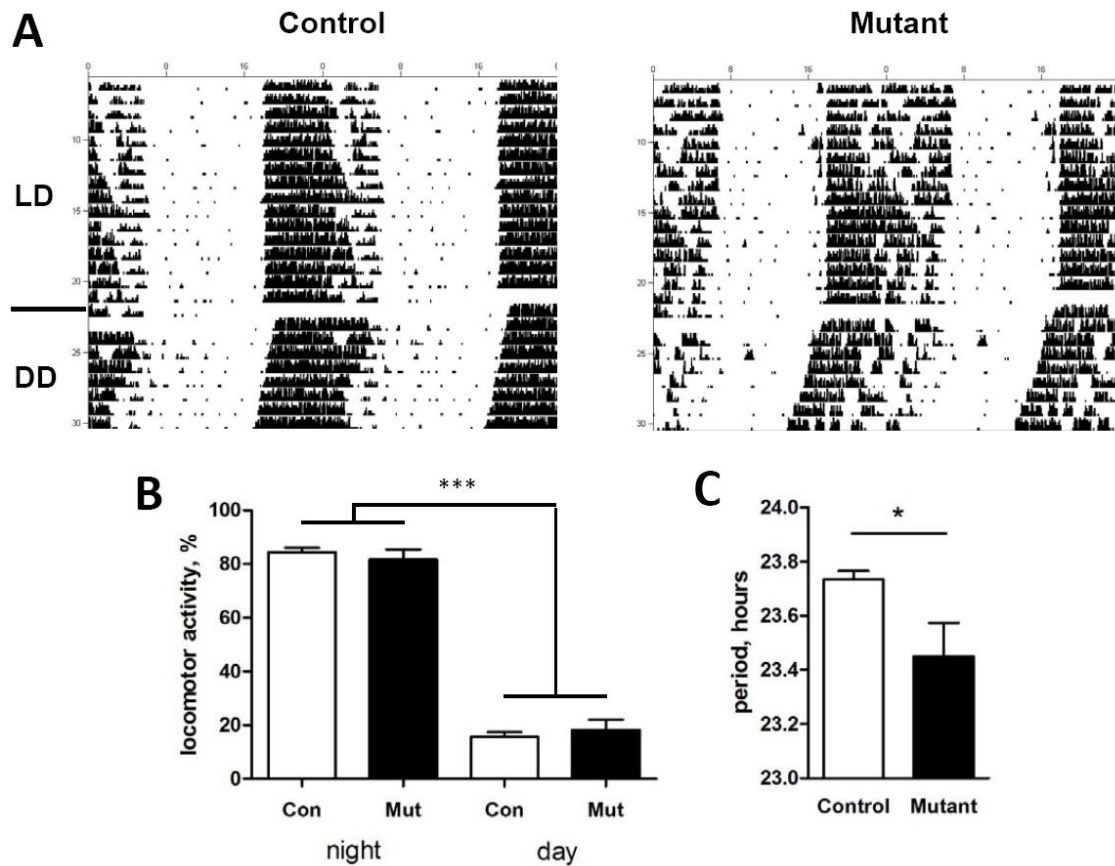 A
Control
Mutant
0 8 16 0 8 16 0
0 8 16 0 8 16
10
15
20
25
30
10
15
20
25
30
LD
DD
B
***
locomotor activity, %
100
80
60
40
20
0
Con Mut Con Mut
night day
C
*
period, hours
24.0
23.8
23.6
23.4
23.2
23.0
Control Mutant